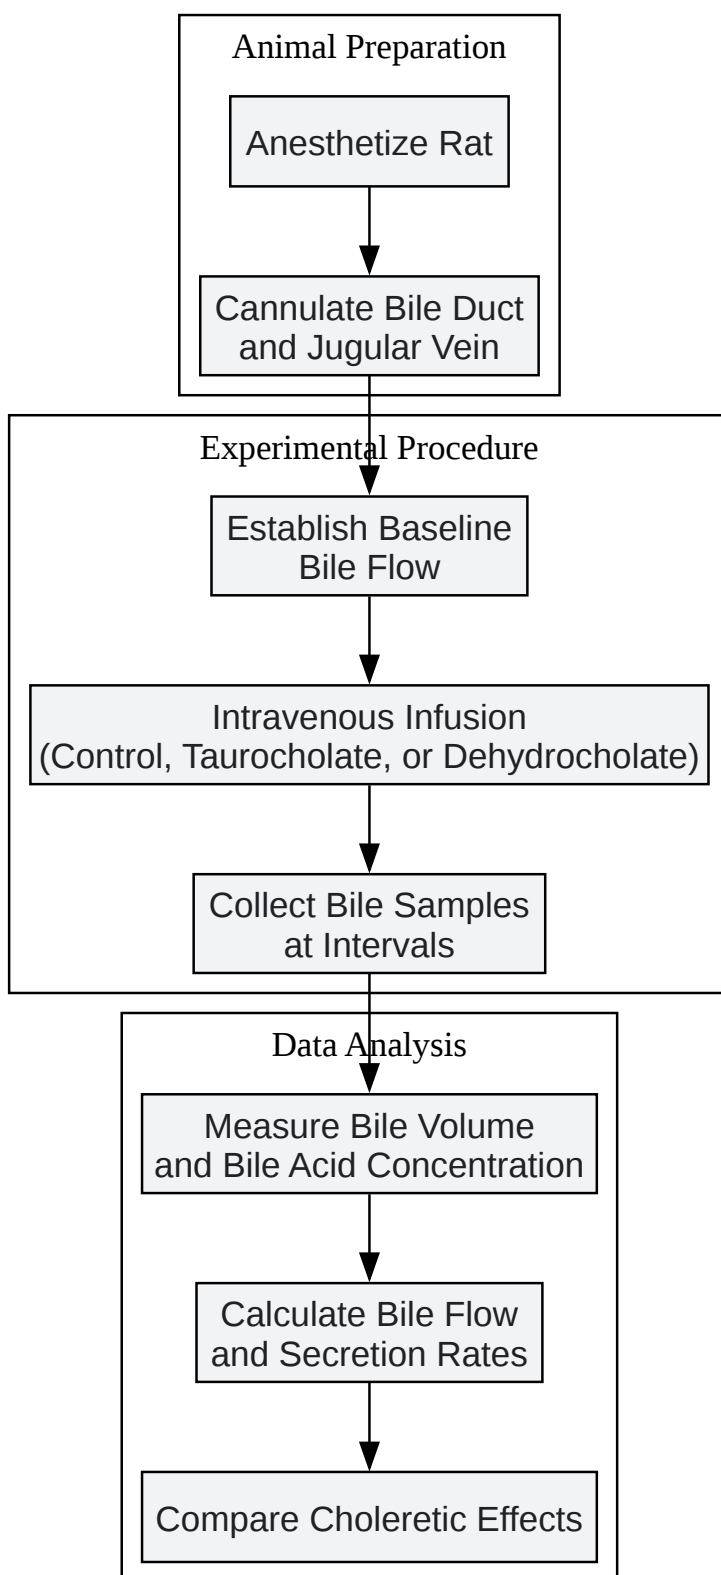 Animal Preparation
Anesthetize Rat
Cannulate Bile Duct
and Jugular Vein
Experimental Procedure
Establish Baseline
Bile Flow
Intravenous Infusion
(Control, Taurocholate, or Dehydrocholate)
Collect Bile Samples
at Intervals
Data Analysis
Measure Bile Volume
and Bile Acid Concentration
Calculate Bile Flow
and Secretion Rates
Compare Choleretic Effects